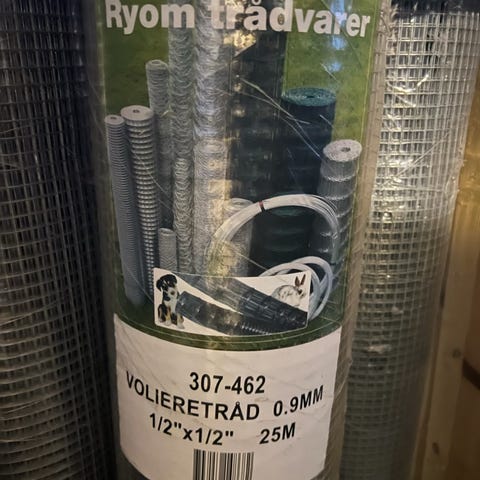 Ryom trådvarer
307-462
VOLIERETRÅD 0.9MM
1/2"x1/2" 25M